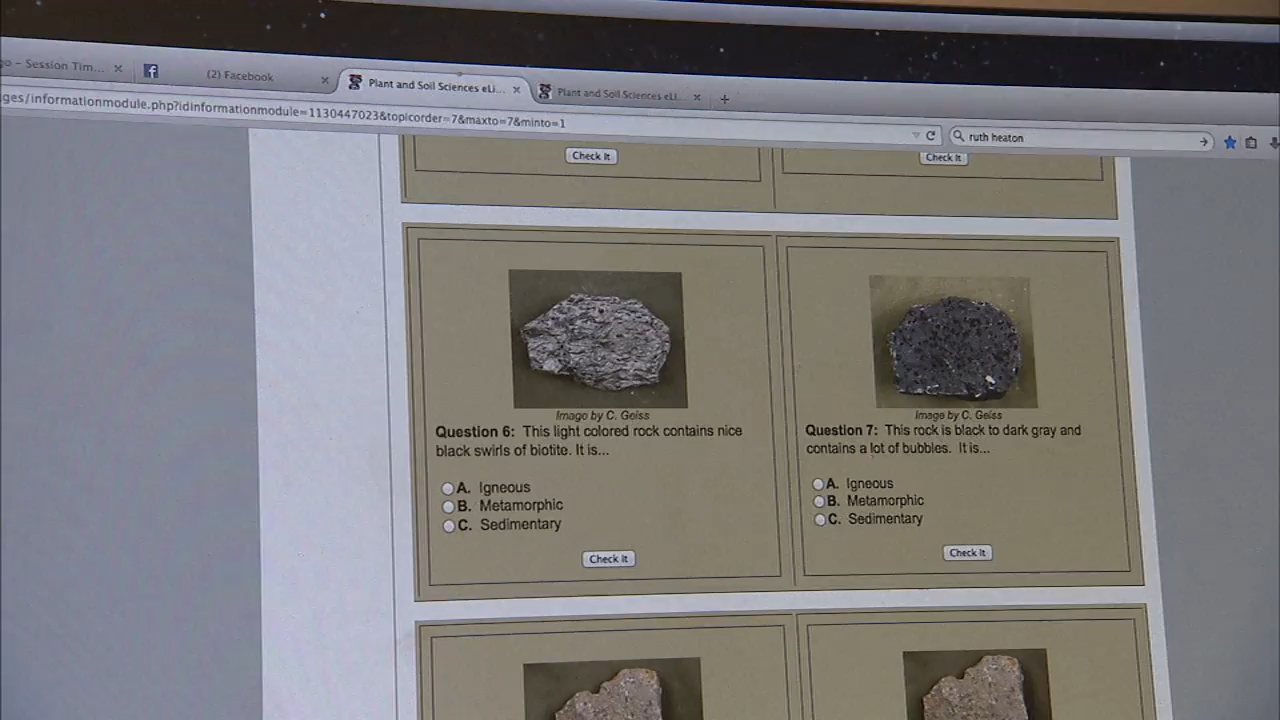 go - Session Tim...
(2) Facebook
Plant and Soil Sciences eLi...
Plant and Soil Sciences eLi...
ges/informationmodule.php?idinformationmodule=1130447023&topicorder=7&maxto=7&minto=1
ruth heaton
Check It
Check It
Image by C. Geiss
Question 6: This light colored rock contains nice
black swirls of biotite. It is...
A. Igneous
B. Metamorphic
C. Sedimentary
Check It
Image by C. Geiss
Question 7: This rock is black to dark gray and
contains a lot of bubbles. It is...
A. Igneous
B. Metamorphic
C. Sedimentary
Check It